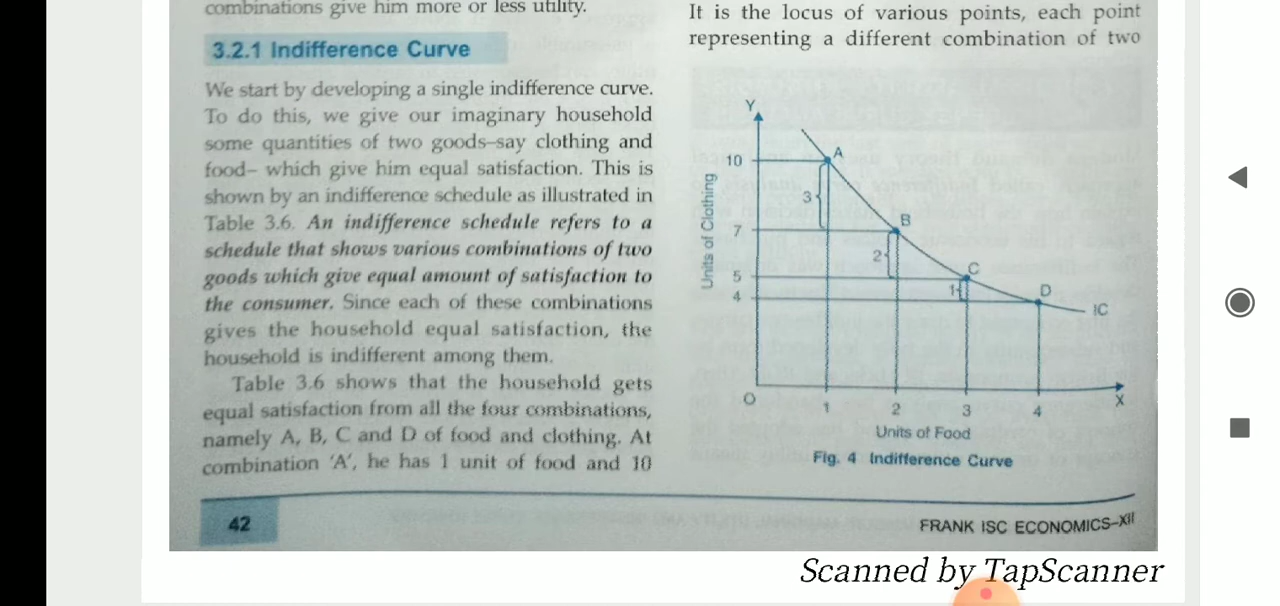 combinations give him more or less utility.
3.2.1 Indifference Curve
We start by developing a single indifference curve.
To do this, we give our imaginary household
some quantities of two goods–say clothing and
food– which give him equal satisfaction. This is
shown by an indifference schedule as illustrated in
Table 3.6. An indifference schedule refers to a
schedule that shows various combinations of two
goods which give equal amount of satisfaction to
the consumer. Since each of these combinations
gives the household equal satisfaction, the
household is indifferent among them.
Table 3.6 shows that the household gets
equal satisfaction from all the four combinations,
namely A, B, C and D of food and clothing. At
combination 'A', he has 1 unit of food and 10
It is the locus of various points, each point
representing a different combination of two
Y
10
A
3
Units of Clothing
7
B
2
5
C
1
4
D
IC
O
1
2
3
4
X
Units of Food
Fig. 4 Indifference Curve
42
FRANK ISC ECONOMICS–XII
Scanned by TapScanner